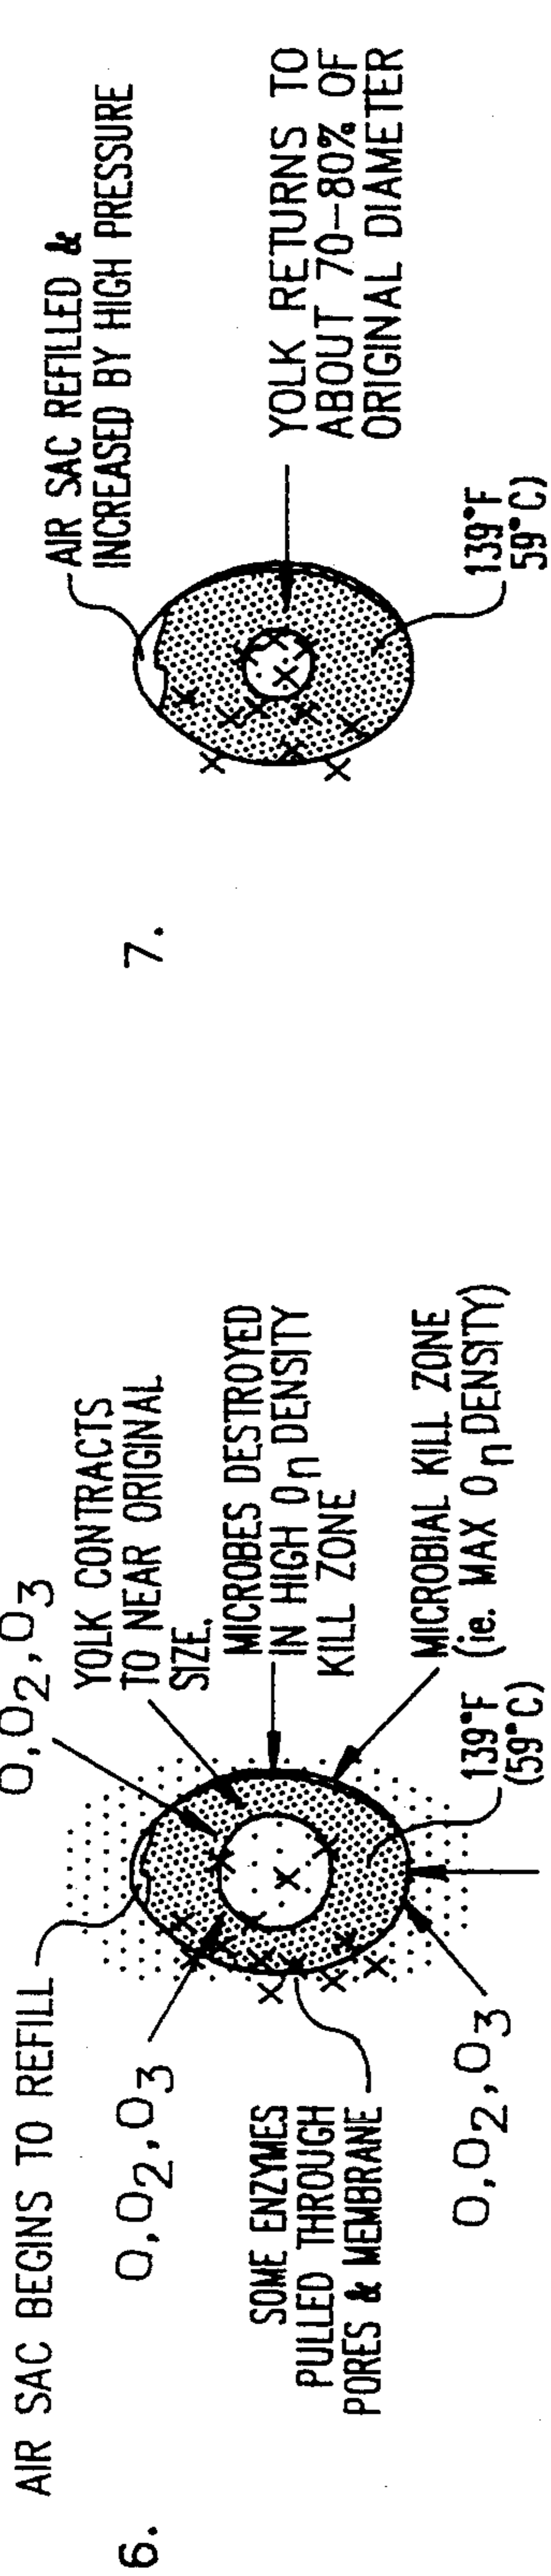 6.
AIR SAC BEGINS TO REFILL
O,O2,O3
O,O2,O3
YOLK CONTRACTS
TO NEAR ORIGINAL
SIZE.
MICROBES DESTROYED
IN HIGH On DENSITY
KILL ZONE
SOME ENZYMES
PULLED THROUGH
PORES & MEMBRANE
O,O2,O3
MICROBIAL KILL ZONE
(ie. MAX On DENSITY)
139°F
(59°C)
7.
AIR SAC REFILLED &
INCREASED BY HIGH PRESSURE
YOLK RETURNS TO
ABOUT 70-80% OF
ORIGINAL DIAMETER
139°F
59°C)